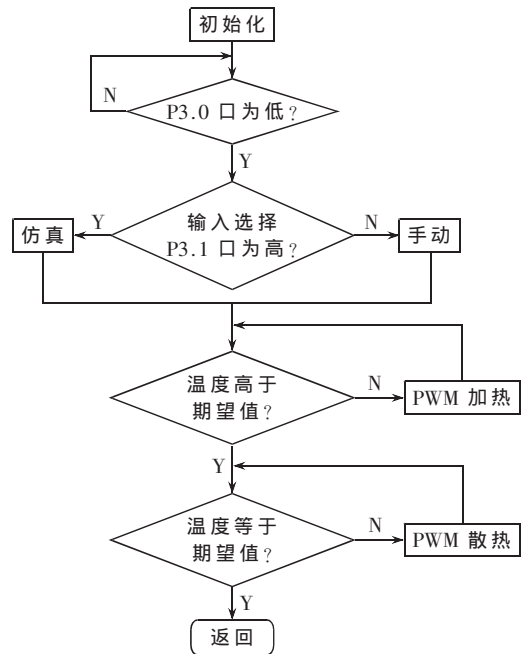 初始化
N
P3.0 口为低?
Y
Y
输入选择
P3.1 口为高?
N
仿真
手动
温度高于
期望值?
N
PWM 加热
Y
温度等于
期望值?
N
PWM 散热
Y
返回